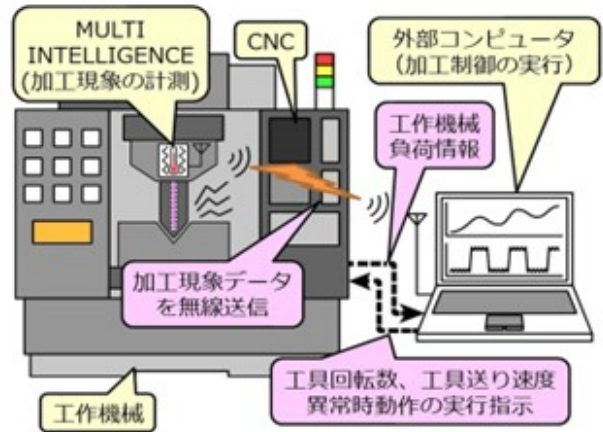 MULTI
INTELLIGENCE
(加工現象の計測)
CNC
外部コンピュータ
(加工制御の実行)
工作機械
負荷情報
加工現象データ
を無線送信
工具回転数、工具送り速度
異常時動作の実行指示
工作機械